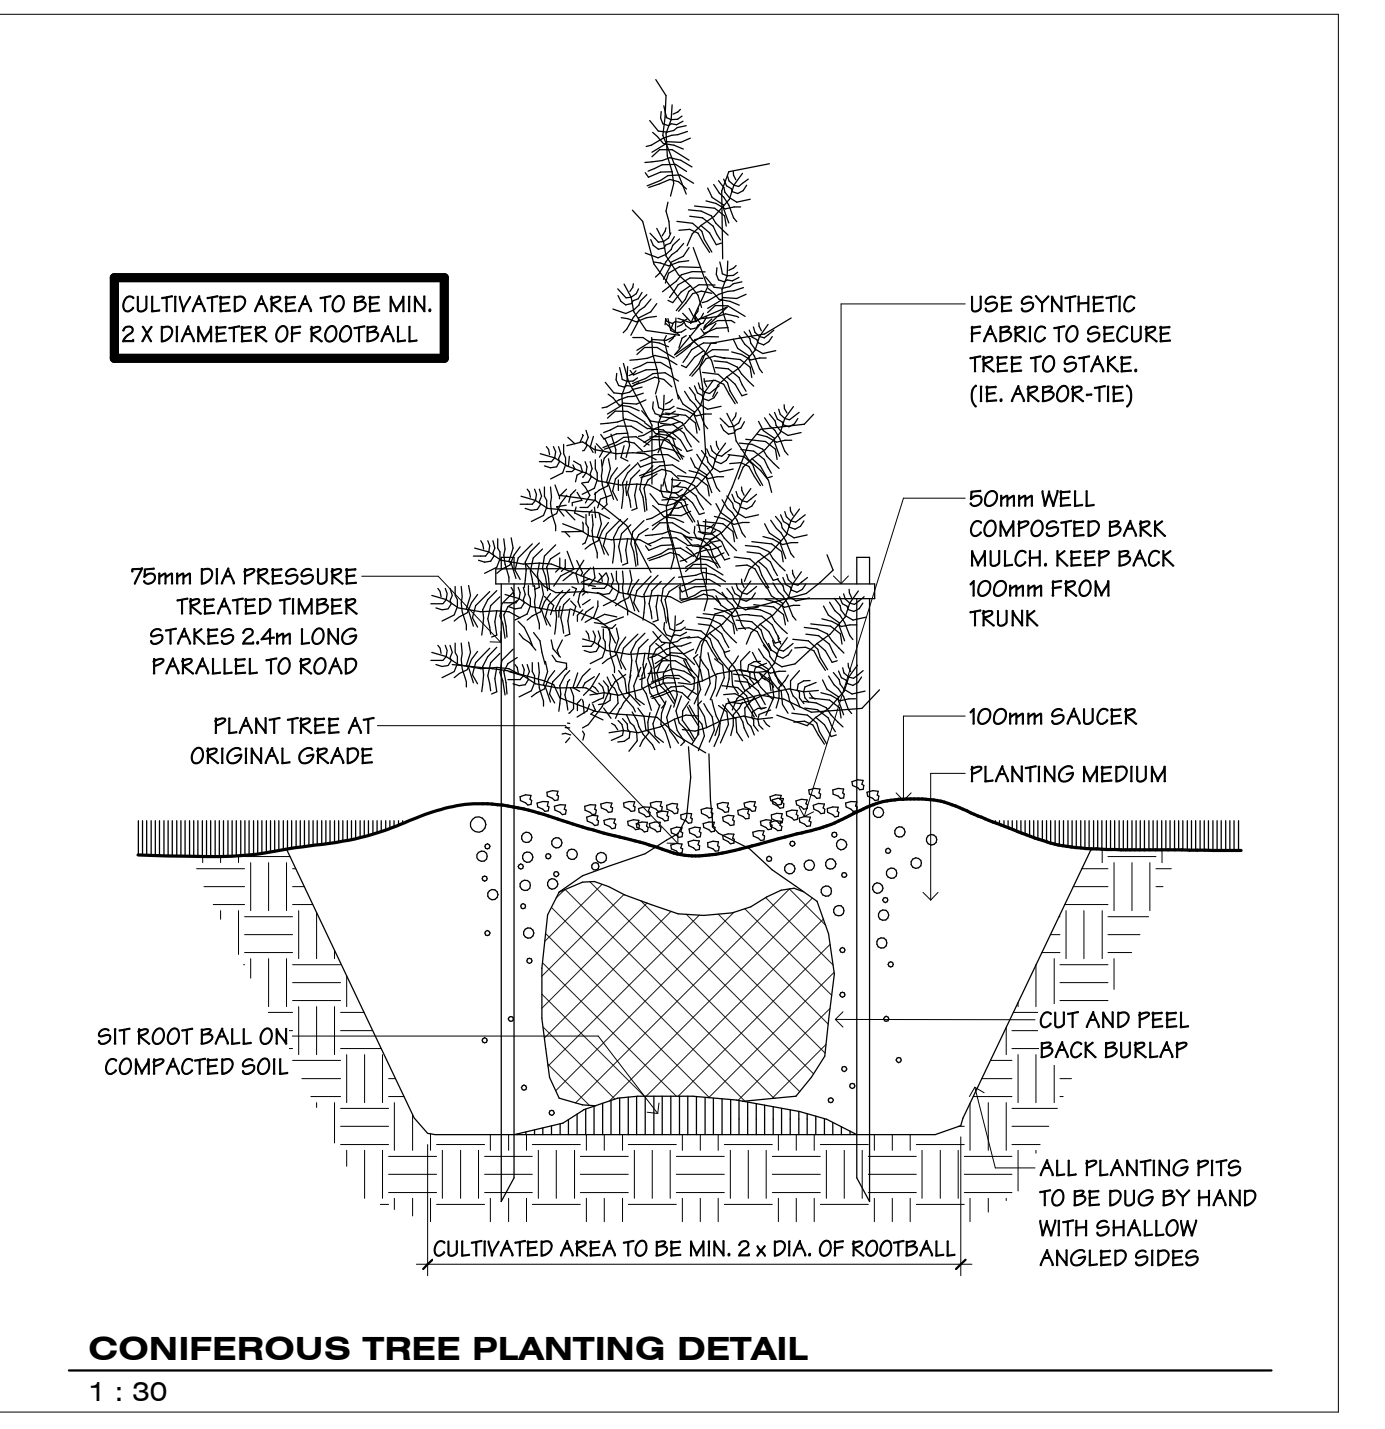 CULTIVATED AREA TO BE MIN.
2 X DIAMETER OF ROOTBALL
USE SYNTHETIC
FABRIC TO SECURE
TREE TO STAKE.
(IE. ARBOR-TIE)
50mm WELL
COMPOSTED BARK
MULCH. KEEP BACK
100mm FROM
TRUNK
75mm DIA PRESSURE
TREATED TIMBER
STAKES 2.4m LONG
PARALLEL TO ROAD
PLANT TREE AT
ORIGINAL GRADE
100mm SAUCER
PLANTING MEDIUM
SIT ROOT BALL ON
COMPACTED SOIL
CUT AND PEEL
BACK BURLAP
ALL PLANTING PITS
TO BE DUG BY HAND
WITH SHALLOW
ANGLED SIDES
CULTIVATED AREA TO BE MIN. 2 x DIA. OF ROOTBALL
CONIFEROUS TREE PLANTING DETAIL
1 : 30